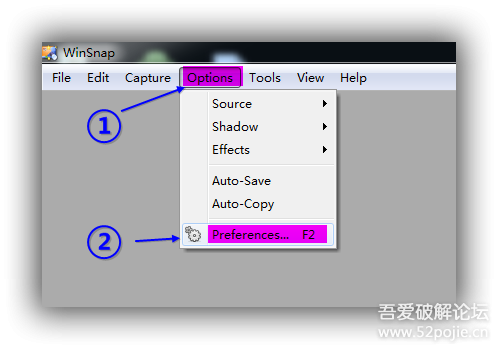 WinSnap
File Edit Capture Options Tools View Help
①
Source
Shadow
Effects
Auto-Save
Auto-Copy
② Preferences... F2
吾爱破解论坛
www.52pojie.cn